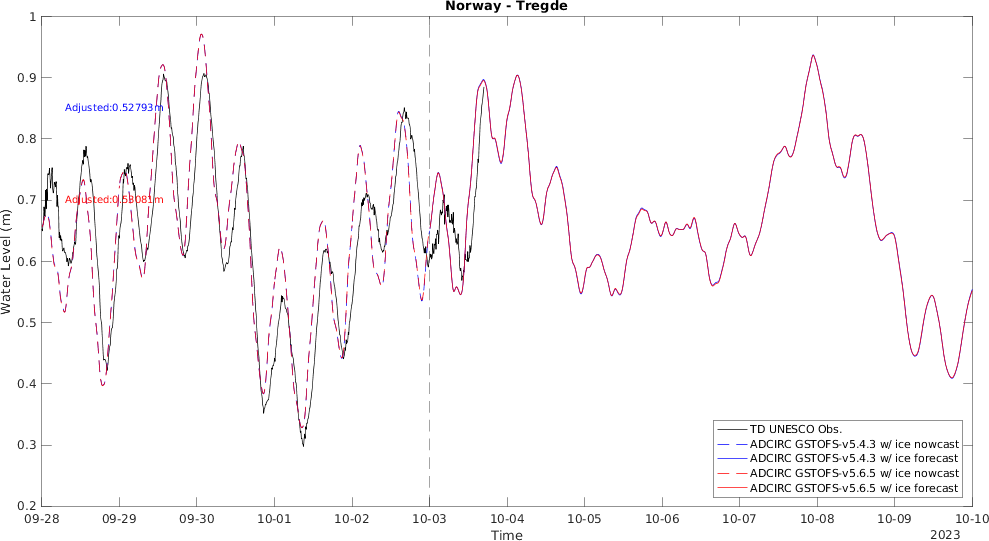 Norway - Tregde
1
0.9
0.8
0.7
0.6
0.5
0.4
0.3
0.2
Water Level (m)
Adjusted:0.52793m
Adjusted:0.53081m
TD UNESCO Obs.
ADCIRC GSTOFS-v5.4.3 w/ ice nowcast
ADCIRC GSTOFS-v5.4.3 w/ ice forecast
ADCIRC GSTOFS-v5.6.5 w/ ice nowcast
ADCIRC GSTOFS-v5.6.5 w/ ice forecast
09-28 09-29 09-30 10-01 10-02 10-03 10-04 10-05 10-06 10-07 10-08 10-09 10-10
Time
2023